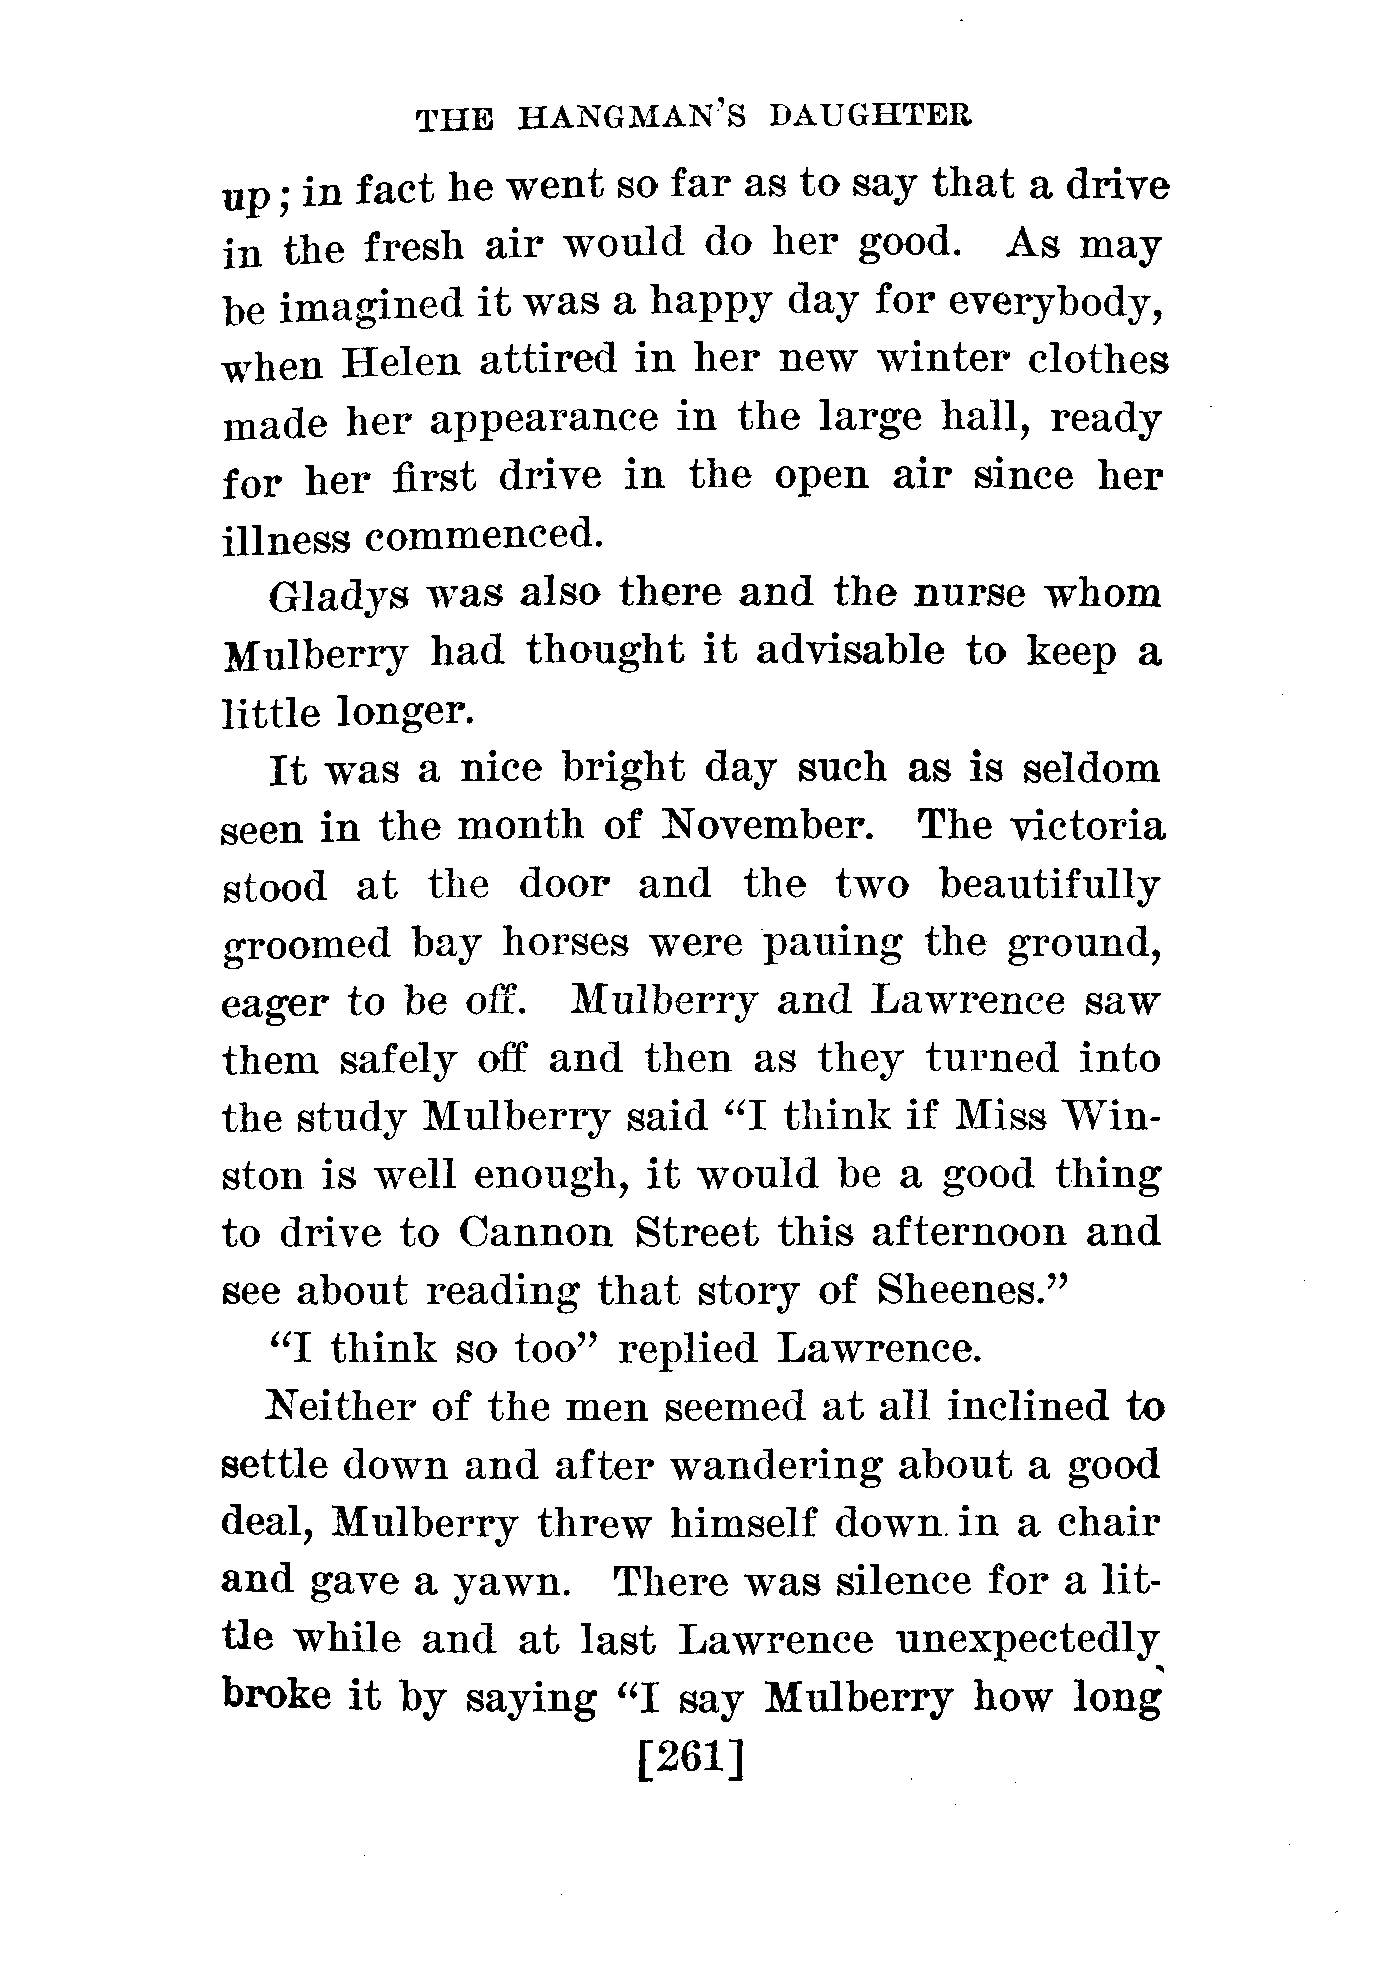 THE HANGMAN'S DAUGHTER
up; in fact he went so far as to say that a drive
in the fresh air would do her good. As may
be imagined it was a happy day for everybody,
when Helen attired in her new winter clothes
made her appearance in the large hall, ready
for her first drive in the open air since her
illness commenced.
Gladys was also there and the nurse whom
Mulberry had thought it advisable to keep a
little longer.
It was a nice bright day such as is seldom
seen in the month of November. The victoria
stood at the door and the two beautifully
groomed bay horses were pauing the ground,
eager to be off. Mulberry and Lawrence saw
them safely off and then as they turned into
the study Mulberry said “I think if Miss Win-
ston is well enough, it would be a good thing
to drive to Cannon Street this afternoon and
see about reading that story of Sheenes.”
“I think so too” replied Lawrence.
Neither of the men seemed at all inclined to
settle down and after wandering about a good
deal, Mulberry threw himself down in a chair
and gave a yawn. There was silence for a lit-
tle while and at last Lawrence unexpectedly
broke it by saying “I say Mulberry how long
[261]